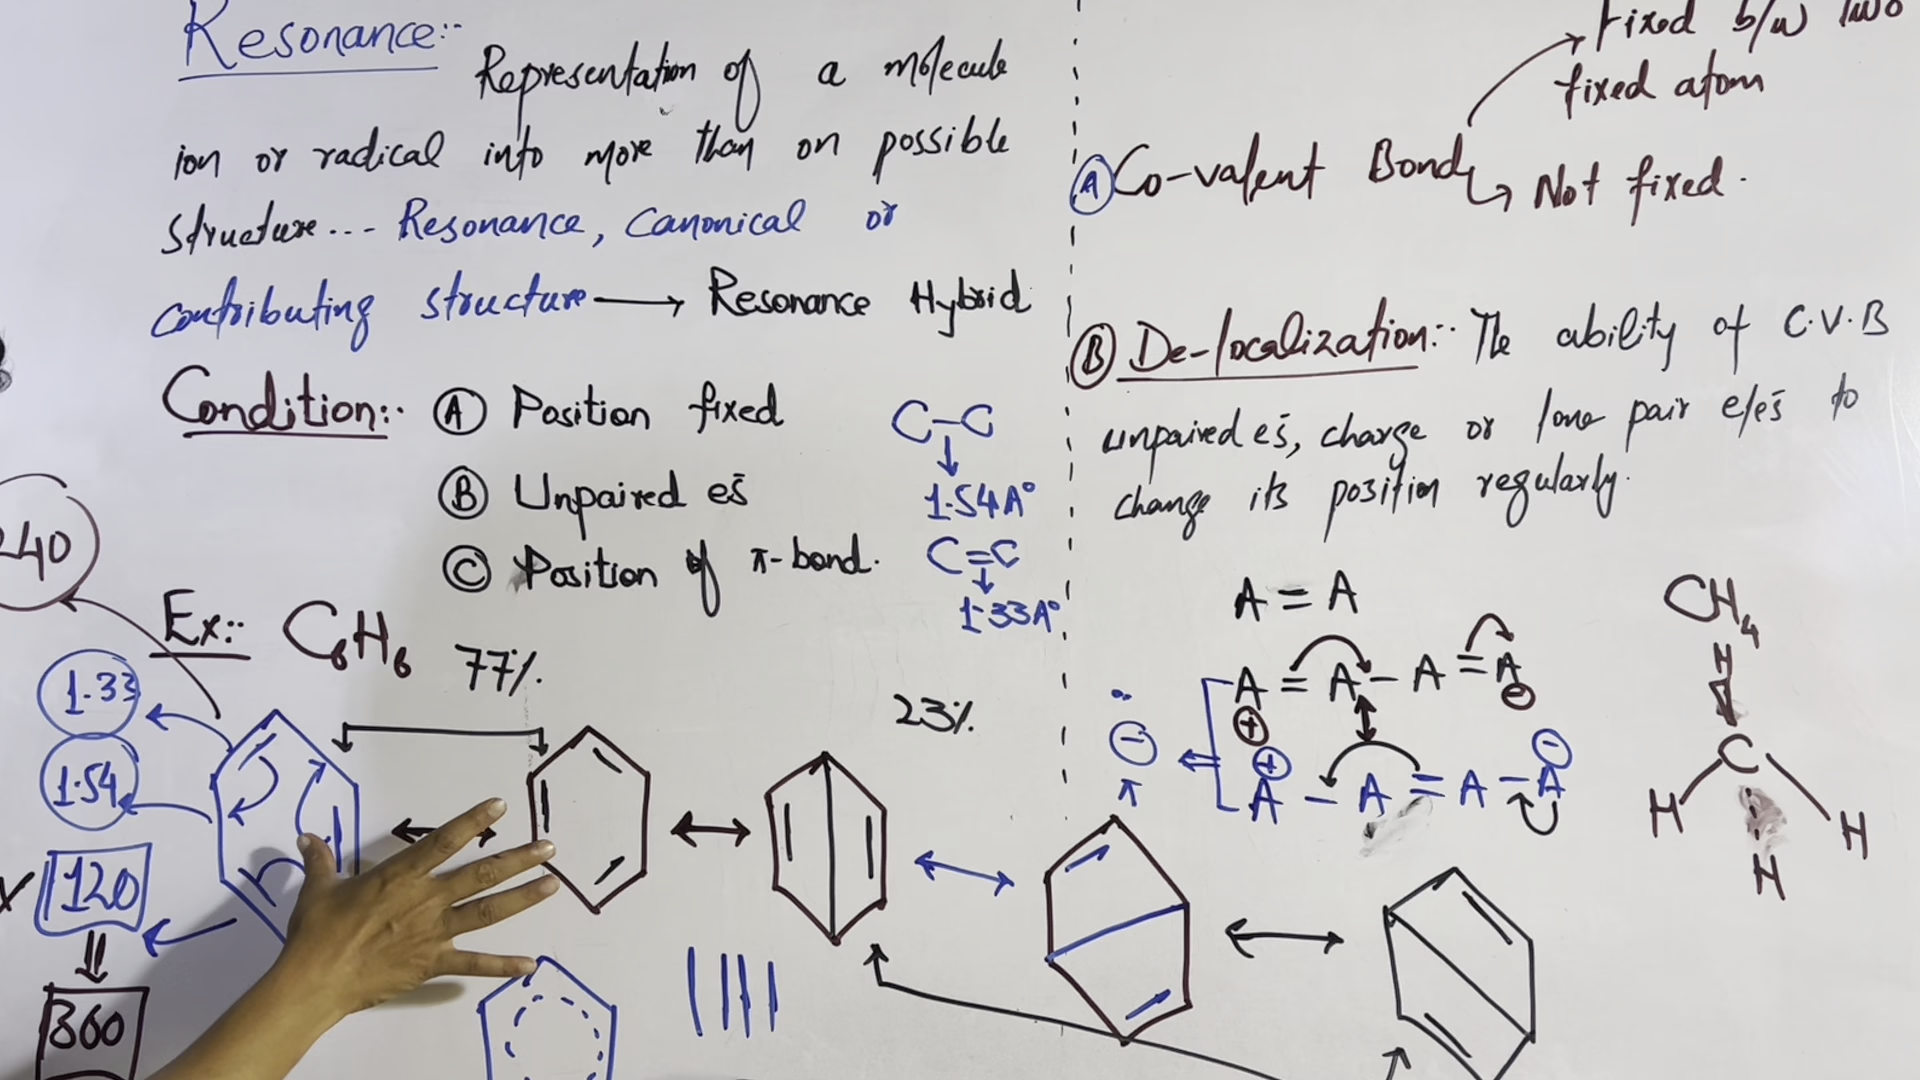 Resonance:-
Representation of a molecule
ion or radical into more than on possible
structure... Resonance, Canonical or
contributing structure → Resonance Hybrid
Condition:- Ⓐ Position fixed
Ⓑ Unpaired es̄
Ⓒ Position of π-bond.
C-C
↓
1.54A°
C=C
↓
1.33A°
Ex:- C6H6
77%.
23%.
240
1.33
1.54
120
360
Fixed b/w two
fixed atom
Ⓐ Co-valent Bond
Not fixed.
Ⓑ De-localization:- The ability of C.V.B
unpaired es̄, charge or lone pair e/es̄ to
change its position regularly.
A = A
A = A - A = A
⊕ ⊖
⊕ ⊖
A - A = A - A
⊖
π
CH4
H
C
H H
H